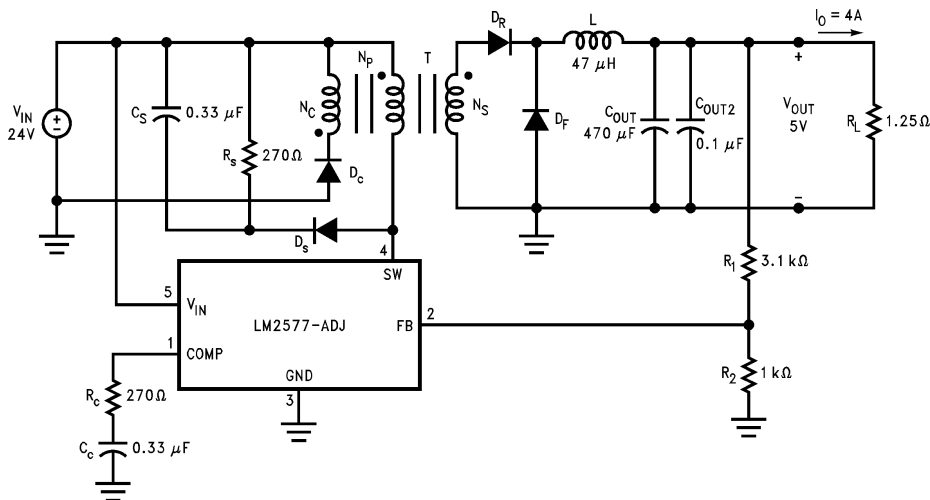 D_R
L
I_O = 4A
47 μH
+
V_IN
24V
+
−
C_S
0.33 μF
R_s
270Ω
N_C
N_P
T
N_S
D_c
D_s
D_F
C_OUT
470 μF
C_OUT2
0.1 μF
V_OUT
5V
R_L
1.25Ω
−
4
SW
5
V_IN
LM2577-ADJ
FB
2
1
COMP
GND
3
R_1
3.1 kΩ
R_2
1 kΩ
R_c
270Ω
C_c
0.33 μF